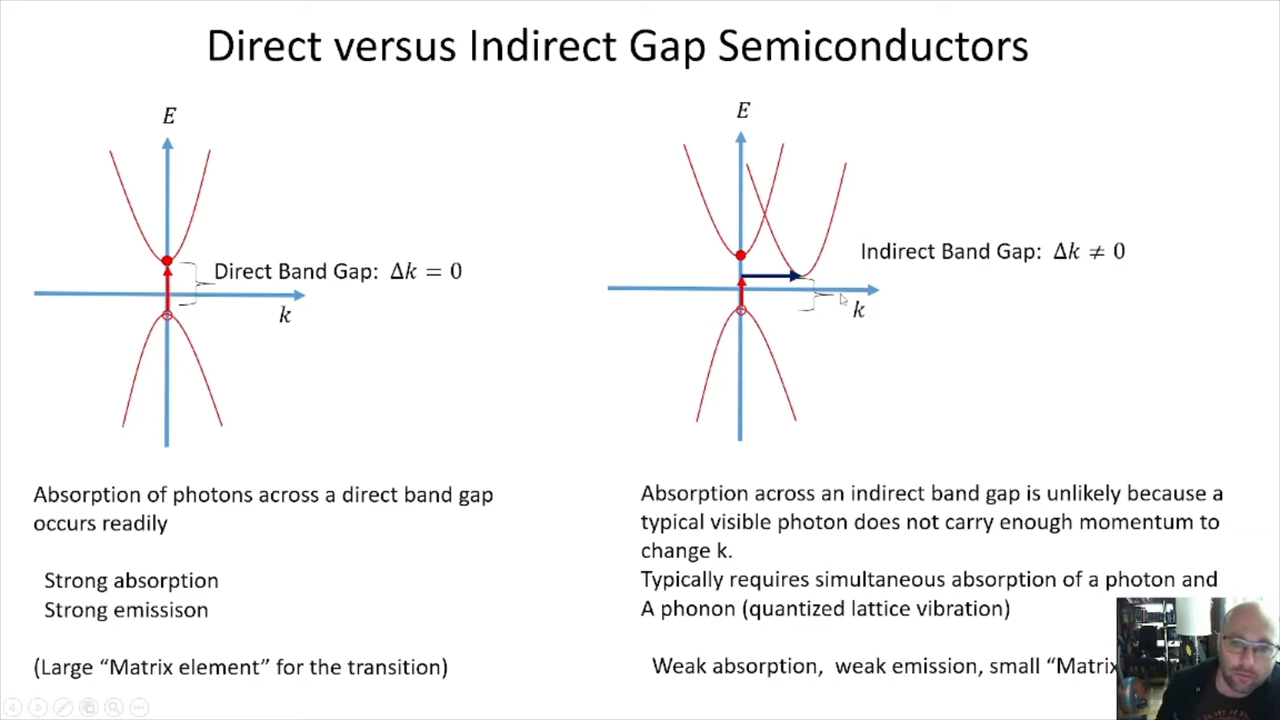 Direct versus Indirect Gap Semiconductors
E
Direct Band Gap: Δk = 0
k
Absorption of photons across a direct band gap
occurs readily
Strong absorption
Strong emissison
(Large “Matrix element” for the transition)
E
Indirect Band Gap: Δk ≠ 0
k
Absorption across an indirect band gap is unlikely because a
typical visible photon does not carry enough momentum to
change k.
Typically requires simultaneous absorption of a photon and
A phonon (quantized lattice vibration)
Weak absorption, weak emission, small “Matrix